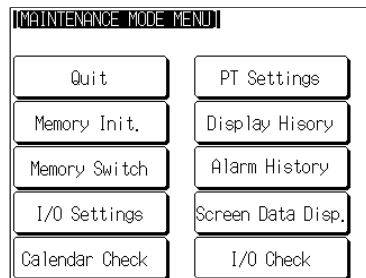 [MAINTENANCE MODE MENU]
Quit
PT Settings
Memory Init.
Display Hisory
Memory Switch
Alarm History
I/O Settings
Screen Data Disp.
Calendar Check
I/O Check